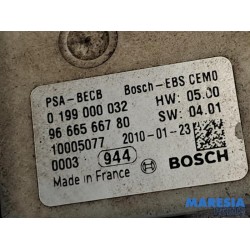 PSA-BECB Bosch-EBS CEM0
0 199 000 032 HW: 05.00
96 665 667 80 SW: 04.01
10005077 2010-01-23
0003 944 BOSCH
Made in France
MARESIA